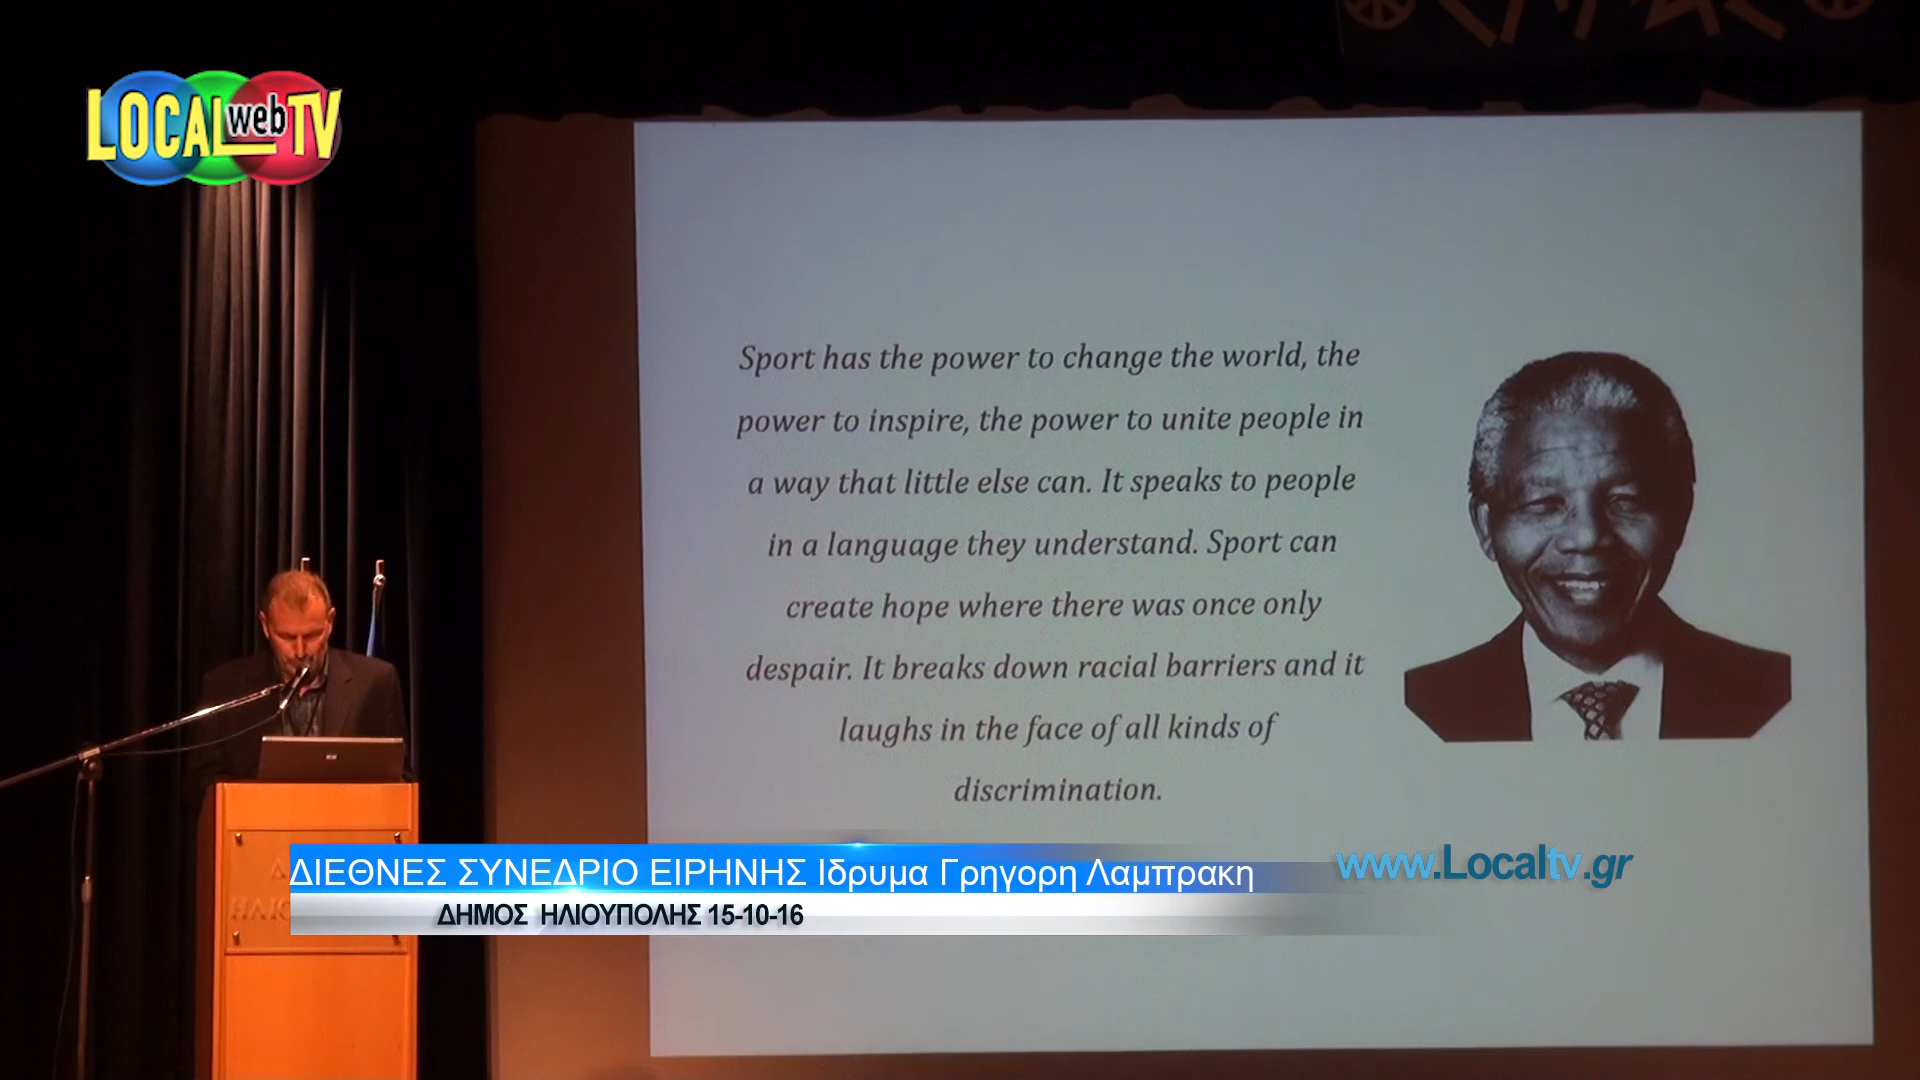 LOCAL web TV
Sport has the power to change the world, the
power to inspire, the power to unite people in
a way that little else can. It speaks to people
in a language they understand. Sport can
create hope where there was once only
despair. It breaks down racial barriers and it
laughs in the face of all kinds of
discrimination.
ΔΙΕΘΝΕΣ ΣΥΝΕΔΡΙΟ ΕΙΡΗΝΗΣ Ιδρυμα Γρηγορη Λαμπρακη
www.Localtv.gr
ΔΗΜΟΣ ΗΛΙΟΥΠΟΛΗΣ 15-10-16